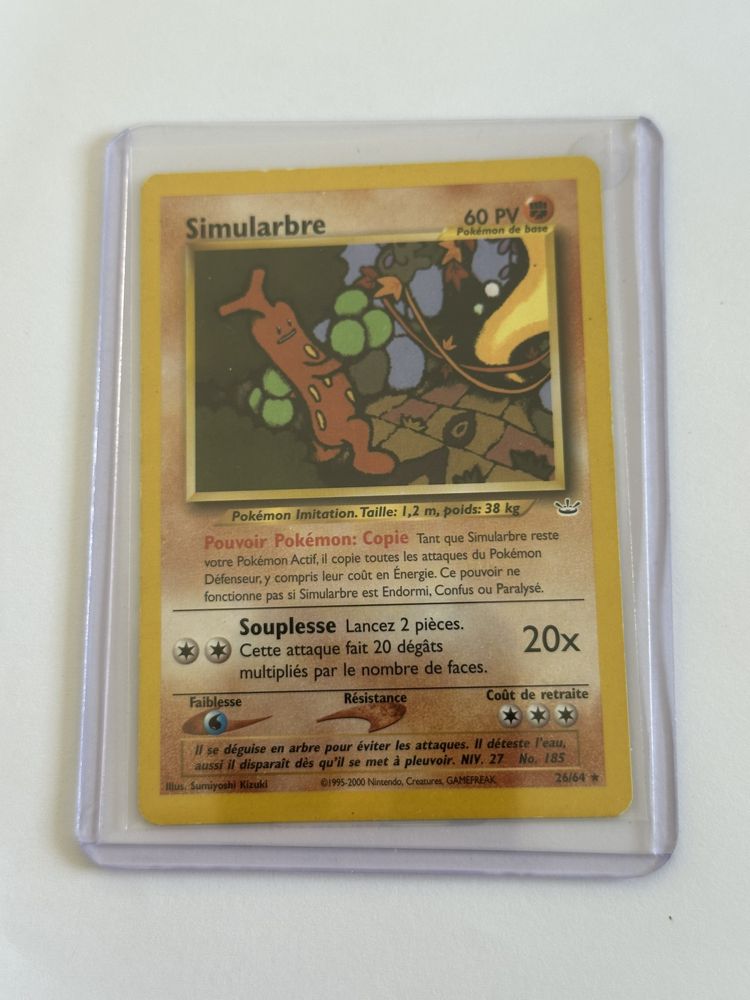 Simularbre
60 PV
Pokémon de base
Pokémon Imitation. Taille: 1,2 m, poids: 38 kg
Pouvoir Pokémon: Copie Tant que Simularbre reste
votre Pokémon Actif, il copie toutes les attaques du Pokémon
Défenseur, y compris leur coût en Énergie. Ce pouvoir ne
fonctionne pas si Simularbre est Endormi, Confus ou Paralysé.
Souplesse Lancez 2 pièces.
Cette attaque fait 20 dégâts
multipliés par le nombre de faces.
20x
Faiblesse
Résistance
Coût de retraite
Il se déguise en arbre pour éviter les attaques. Il déteste l'eau,
aussi il disparaît dès qu'il se met à pleuvoir. NIV. 27 No. 185
Illus. Sumiyoshi Kizuki
©1995-2000 Nintendo, Creatures, GAMEFREAK
26/64 ★